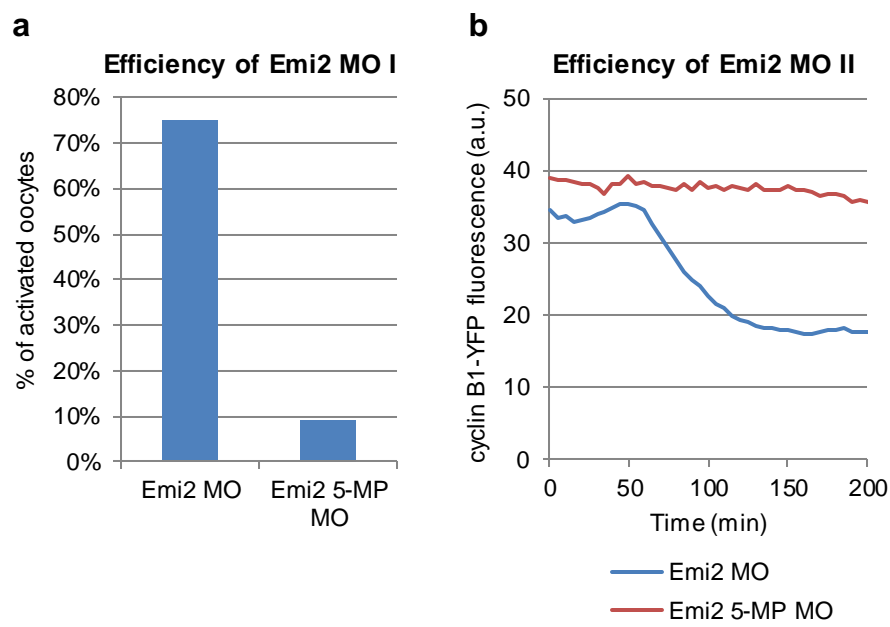 a
Efficiency of Emi2 MO I
% of activated oocytes
80%
70%
60%
50%
40%
30%
20%
10%
0%
Emi2 MO
Emi2 5-MP
MO
b
Efficiency of Emi2 MO II
cyclin B1-YFP fluorescence (a.u.)
50
40
30
20
10
0
0 50 100 150 200
Time (min)
Emi2 MO
Emi2 5-MP MO